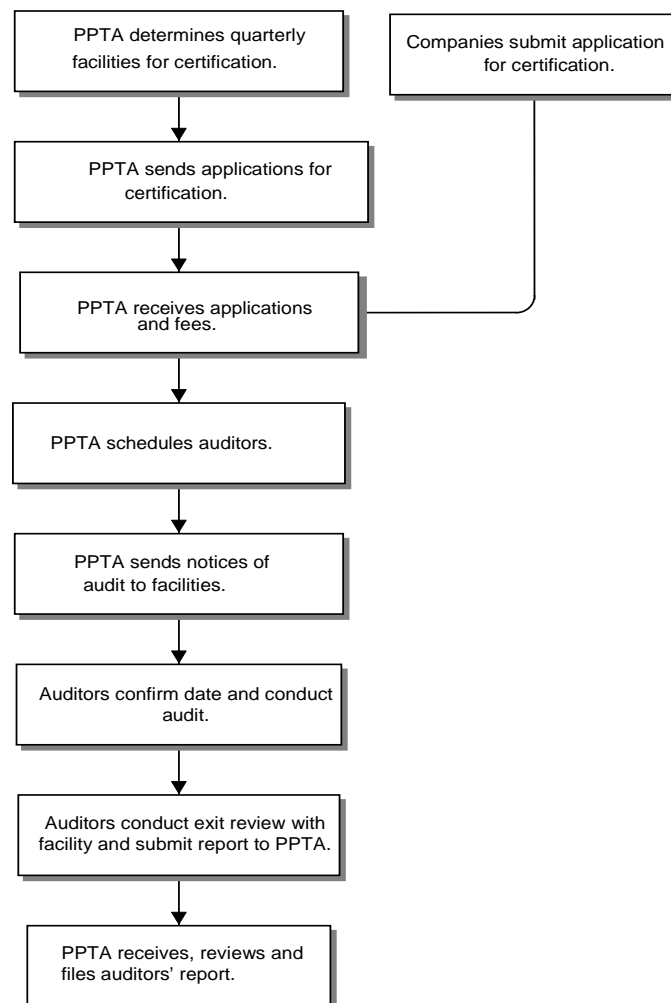 PPTA determines quarterly
facilities for certification.
Companies submit application
for certification.
PPTA sends applications for
certification.
PPTA receives applications
and fees.
PPTA schedules auditors.
PPTA sends notices of
audit to facilities.
Auditors confirm date and conduct
audit.
Auditors conduct exit review with
facility and submit report to PPTA.
PPTA receives, reviews and
files auditors’ report.